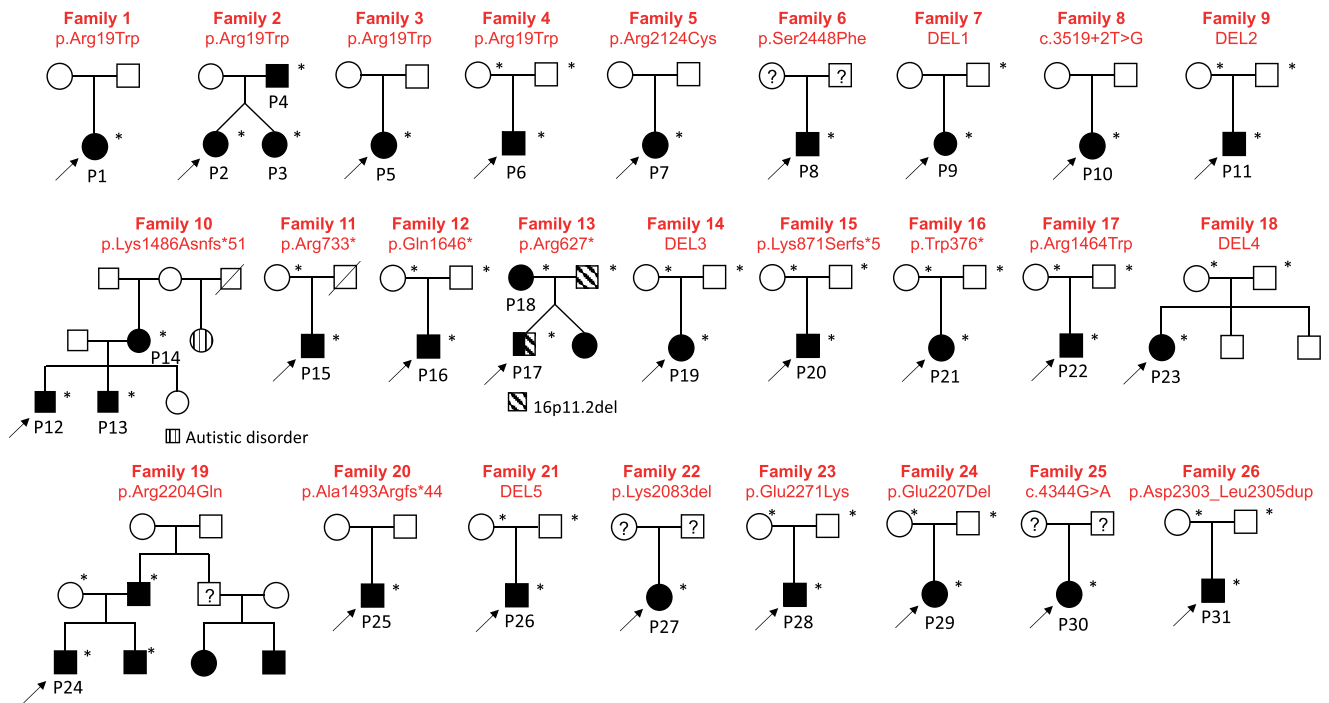 Family 1 Family 2 Family 3 Family 4 Family 5 Family 6 Family 7 Family 8 Family 9
p.Arg19Trp p.Arg19Trp p.Arg19Trp p.Arg19Trp p.Arg2124Cys p.Ser2448Phe DEL1 c.3519+2T>G DEL2
* * * ? ? * * *
P4
* * * * * * * * * *
P1 P2 P3 P5 P6 P7 P8 P9 P10 P11
Family 10 Family 11 Family 12 Family 13 Family 14 Family 15 Family 16 Family 17 Family 18
p.Lys1486Asnfs*51 p.Arg733* p.Gln1646* p.Arg627* DEL3 p.Lys871Serfs*5 p.Trp376* p.Arg1464Trp DEL4
* * * * * * * * * * * * * * *
P18
* * * * * * * * *
P14 P15 P16 P17 P19 P20 P21 P22 P23
* *
P12 P13
16p11.2del
Autistic disorder
Family 19 Family 20 Family 21 Family 22 Family 23 Family 24 Family 25 Family 26
p.Arg2204Gln p.Ala1493Argfs*44 DEL5 p.Lys2083del p.Glu2271Lys p.Glu2207Del c.4344G>A p.Asp2303_Leu2305dup
* * ? ? * * * * ? ? * *
* * ? * * * * * * *
P25 P26 P27 P28 P29 P30 P31
* *
P24